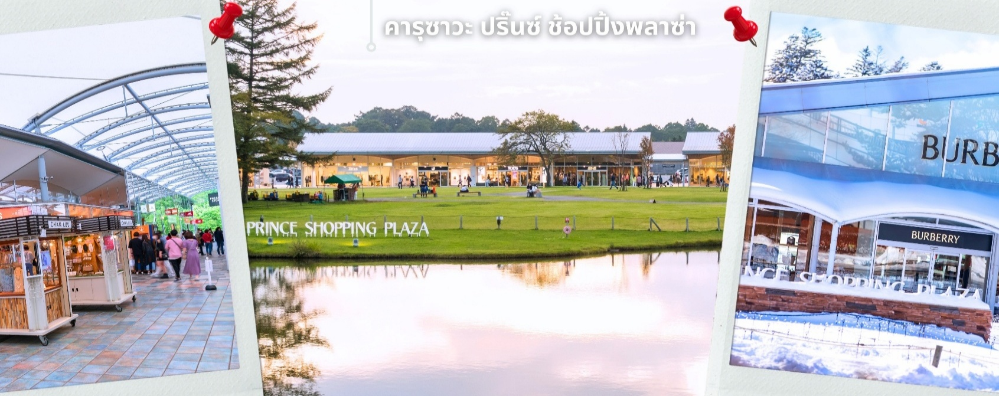 คารุซาวะ ปริ๊นซ์ ช้อปปิ้งพลาซ่า
CHAN LUU
TOD'S
PRINCE SHOPPING PLAZA
BURB
BURBERRY
NCE SHOPPING PLAZA